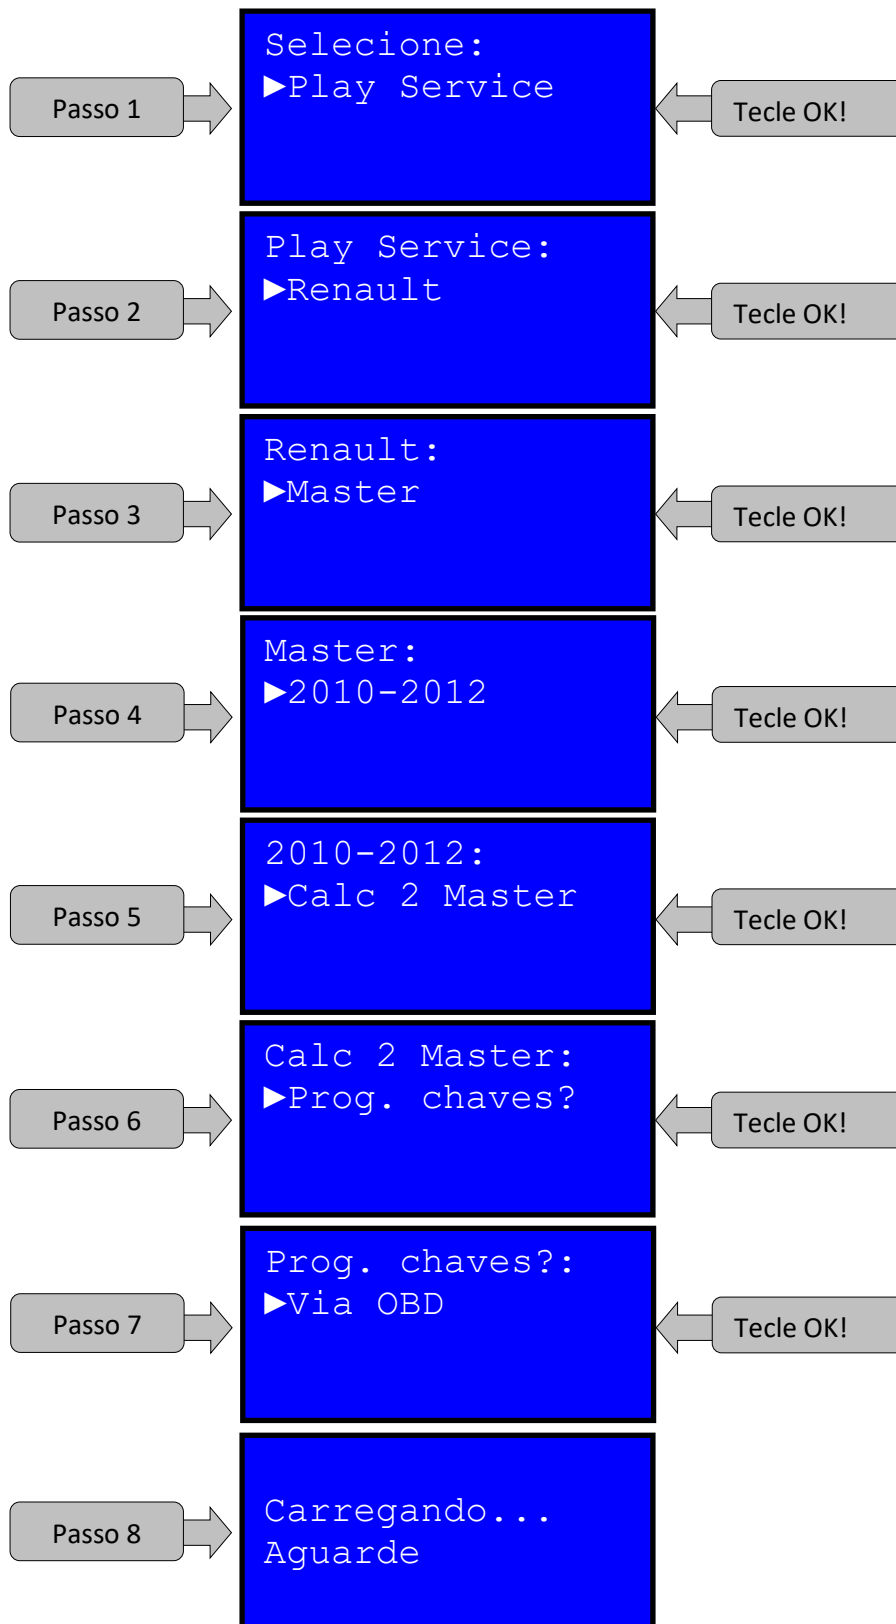 Passo 1
Selecione:
►Play Service
Tecle OK!
Passo 2
Play Service:
►Renault
Tecle OK!
Passo 3
Renault:
►Master
Tecle OK!
Passo 4
Master:
►2010-2012
Tecle OK!
Passo 5
2010-2012:
►Calc 2 Master
Tecle OK!
Passo 6
Calc 2 Master:
►Prog. chaves?
Tecle OK!
Passo 7
Prog. chaves?:
►Via OBD
Tecle OK!
Passo 8
Carregando...
Aguarde